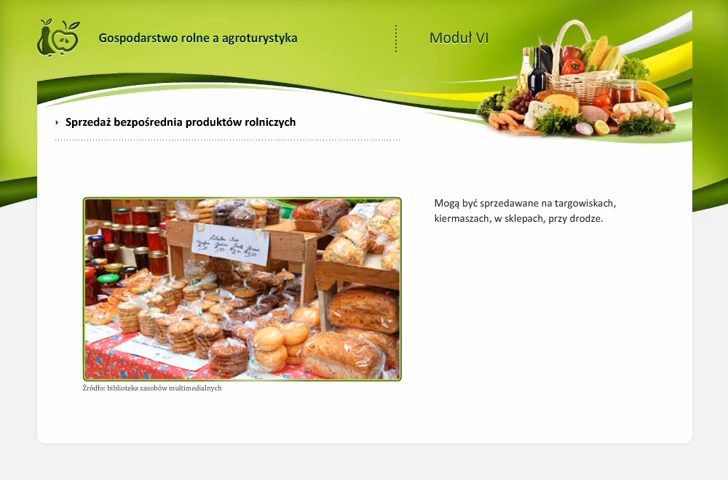 Gospodarstwo rolne a agroturystyka
Moduł VI
Sprzedaż bezpośrednia produktów rolniczych
Mogą być sprzedawane na targowiskach,
kiermaszach, w sklepach, przy drodze.
Źródło: biblioteka zasobów multimedialnych